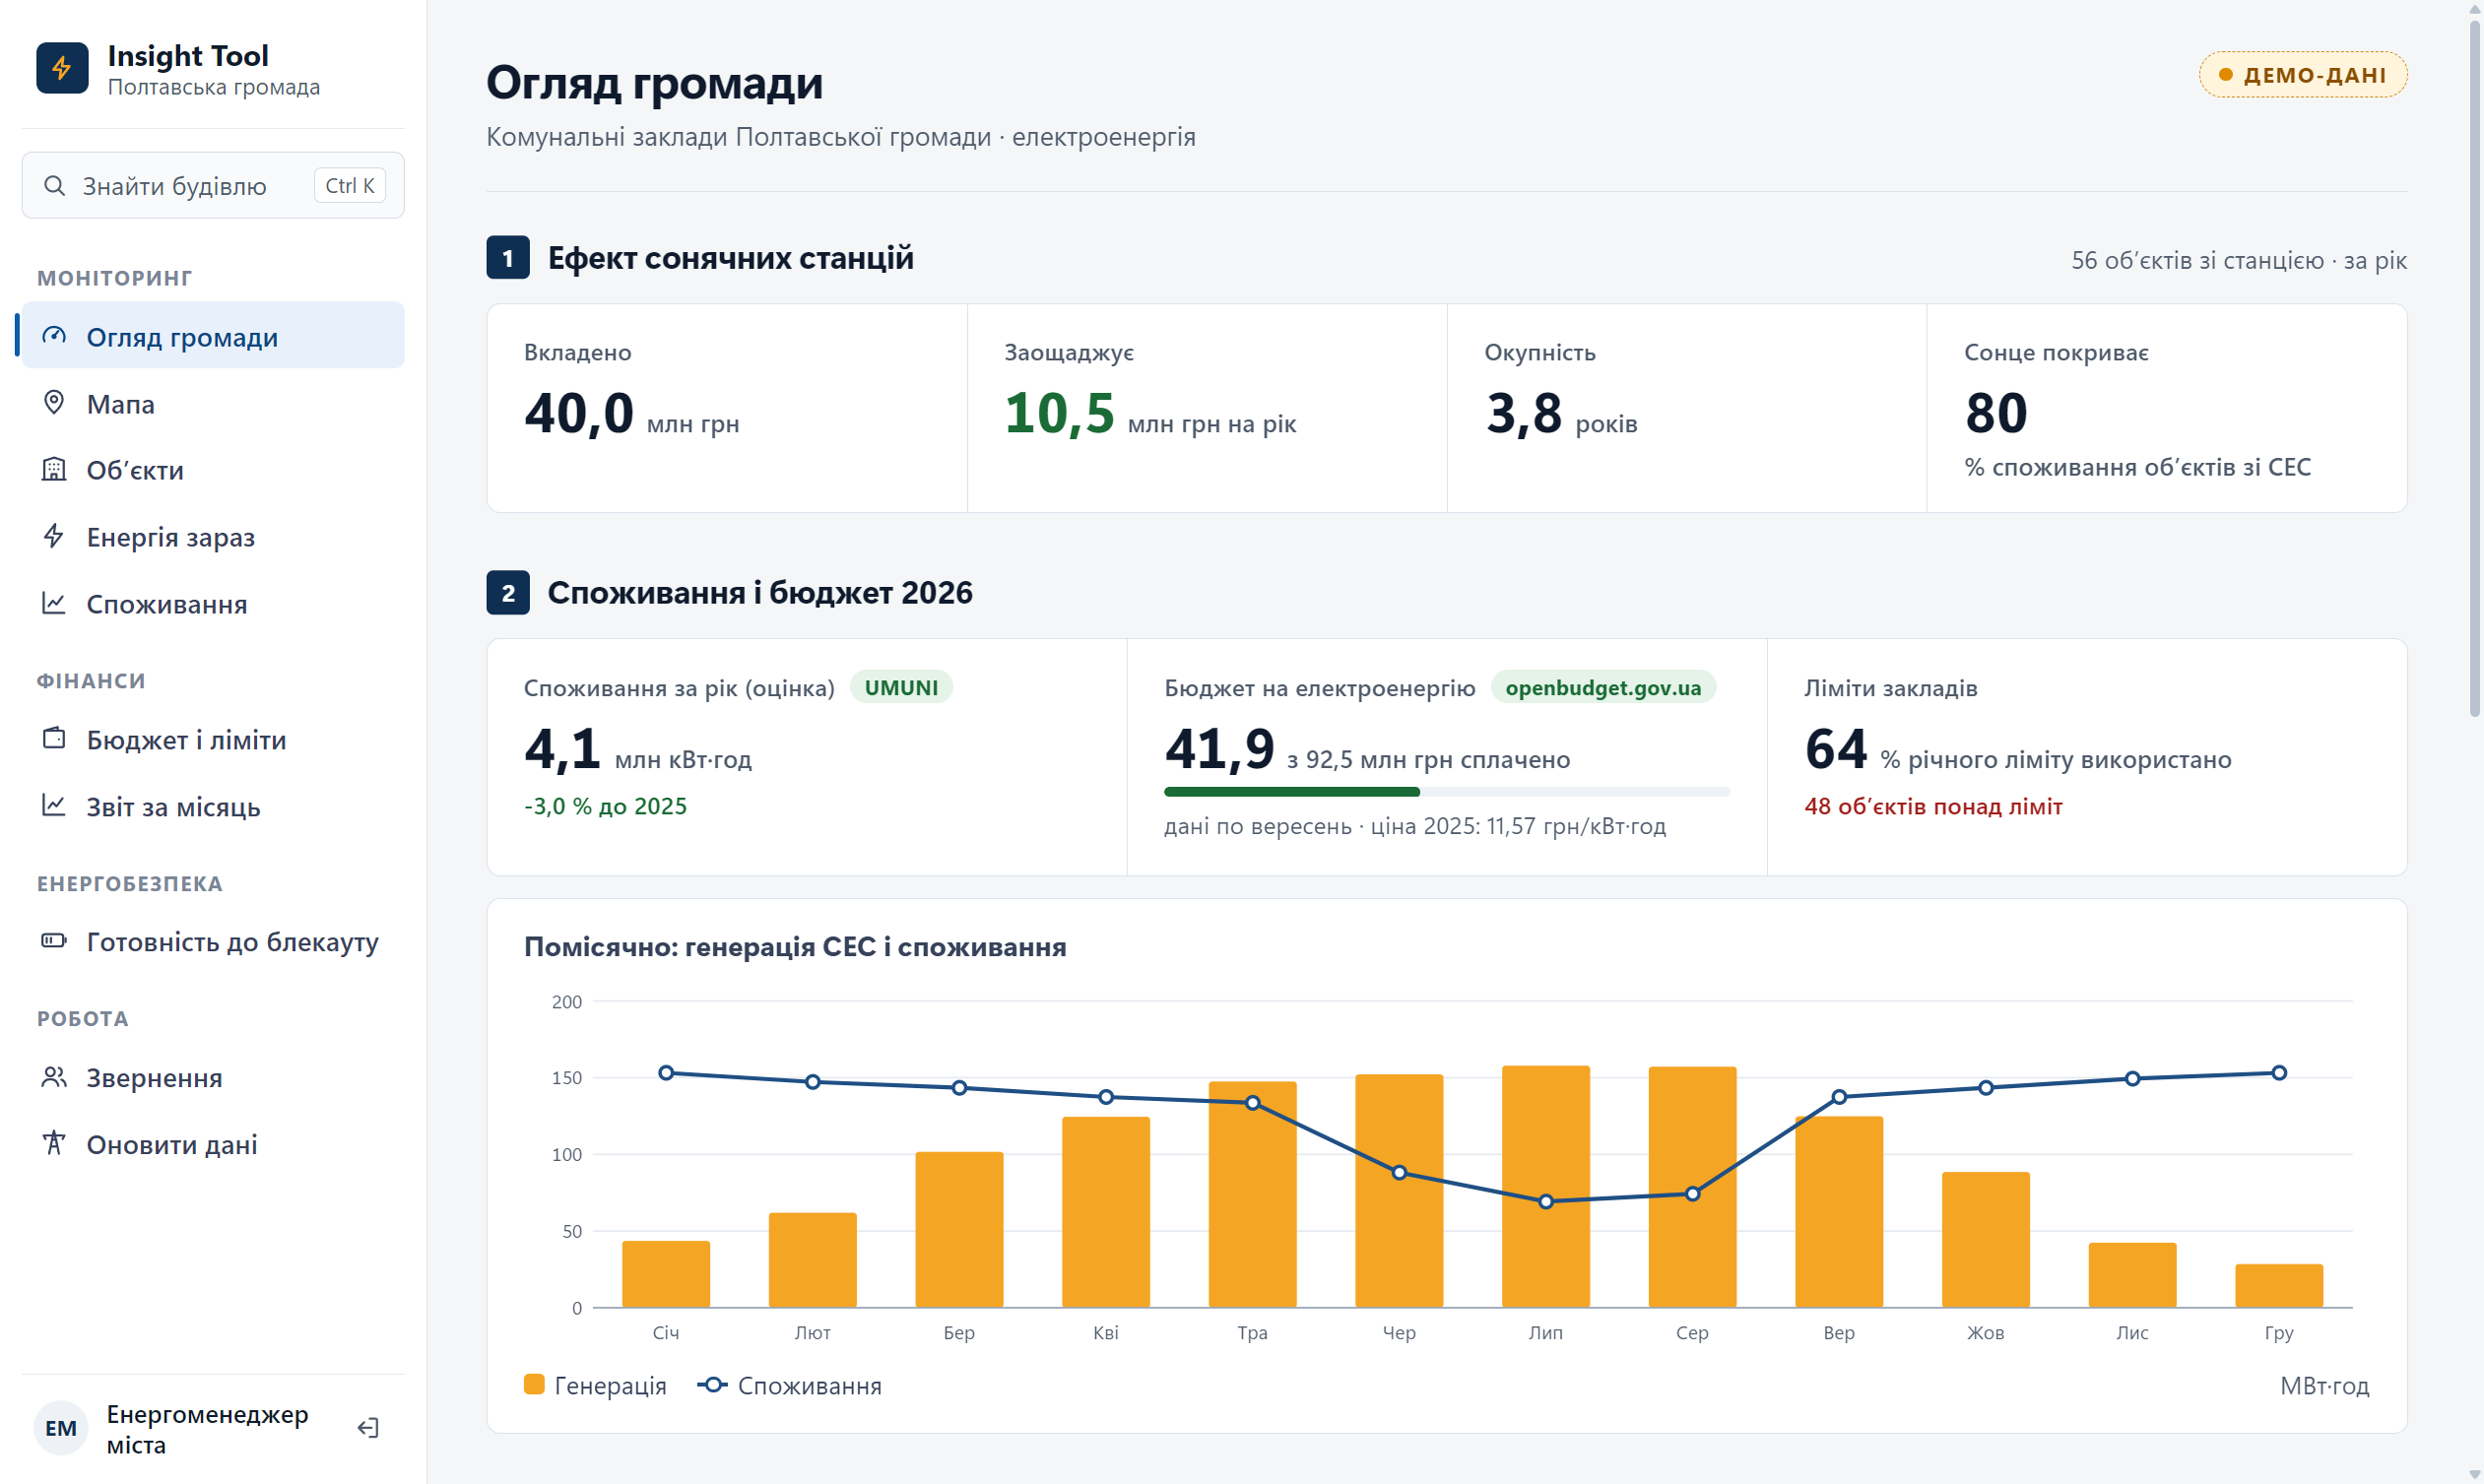 Insight Tool
Полтавська громада
Знайти будівлю Ctrl K
МОНІТОРИНГ
Огляд громади
Мапа
Об’єкти
Енергія зараз
Споживання
ФІНАНСИ
Бюджет і ліміти
Звіт за місяць
ЕНЕРГОБЕЗПЕКА
Готовність до блекауту
РОБОТА
Звернення
Оновити дані
ЕМ
Енергоменеджер
міста
Огляд громади
ДЕМО-ДАНІ
Комунальні заклади Полтавської громади · електроенергія
1 Ефект сонячних станцій
56 об’єктів зі станцією · за рік
Вкладено
40,0 млн грн
Заощаджує
10,5 млн грн на рік
Окупність
3,8 років
Сонце покриває
80
% споживання об’єктів зі СЕС
2 Споживання і бюджет 2026
Споживання за рік (оцінка) UMUNI
4,1 млн кВт·год
-3,0 % до 2025
Бюджет на електроенергію openbudget.gov.ua
41,9 з 92,5 млн грн сплачено
дані по вересень · ціна 2025: 11,57 грн/кВт·год
Ліміти закладів
64 % річного ліміту використано
48 об’єктів понад ліміт
Помісячно: генерація СЕС і споживання
200
150
100
50
0
Січ Лют Бер Кві Тра Чер Лип Сер Вер Жов Лис Гру
Генерація Споживання
МВт·год